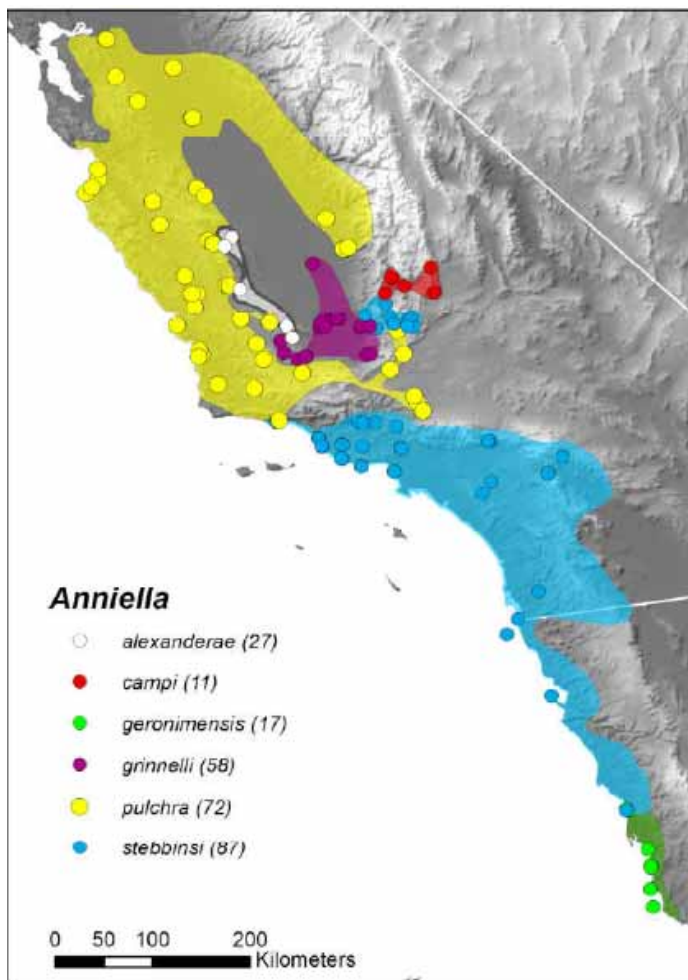 Anniella
alexanderae (27)
campi (11)
geronimensis (17)
grinnelli (58)
pulchra (72)
stebbinsi (87)
0 50 100 200
Kilometers